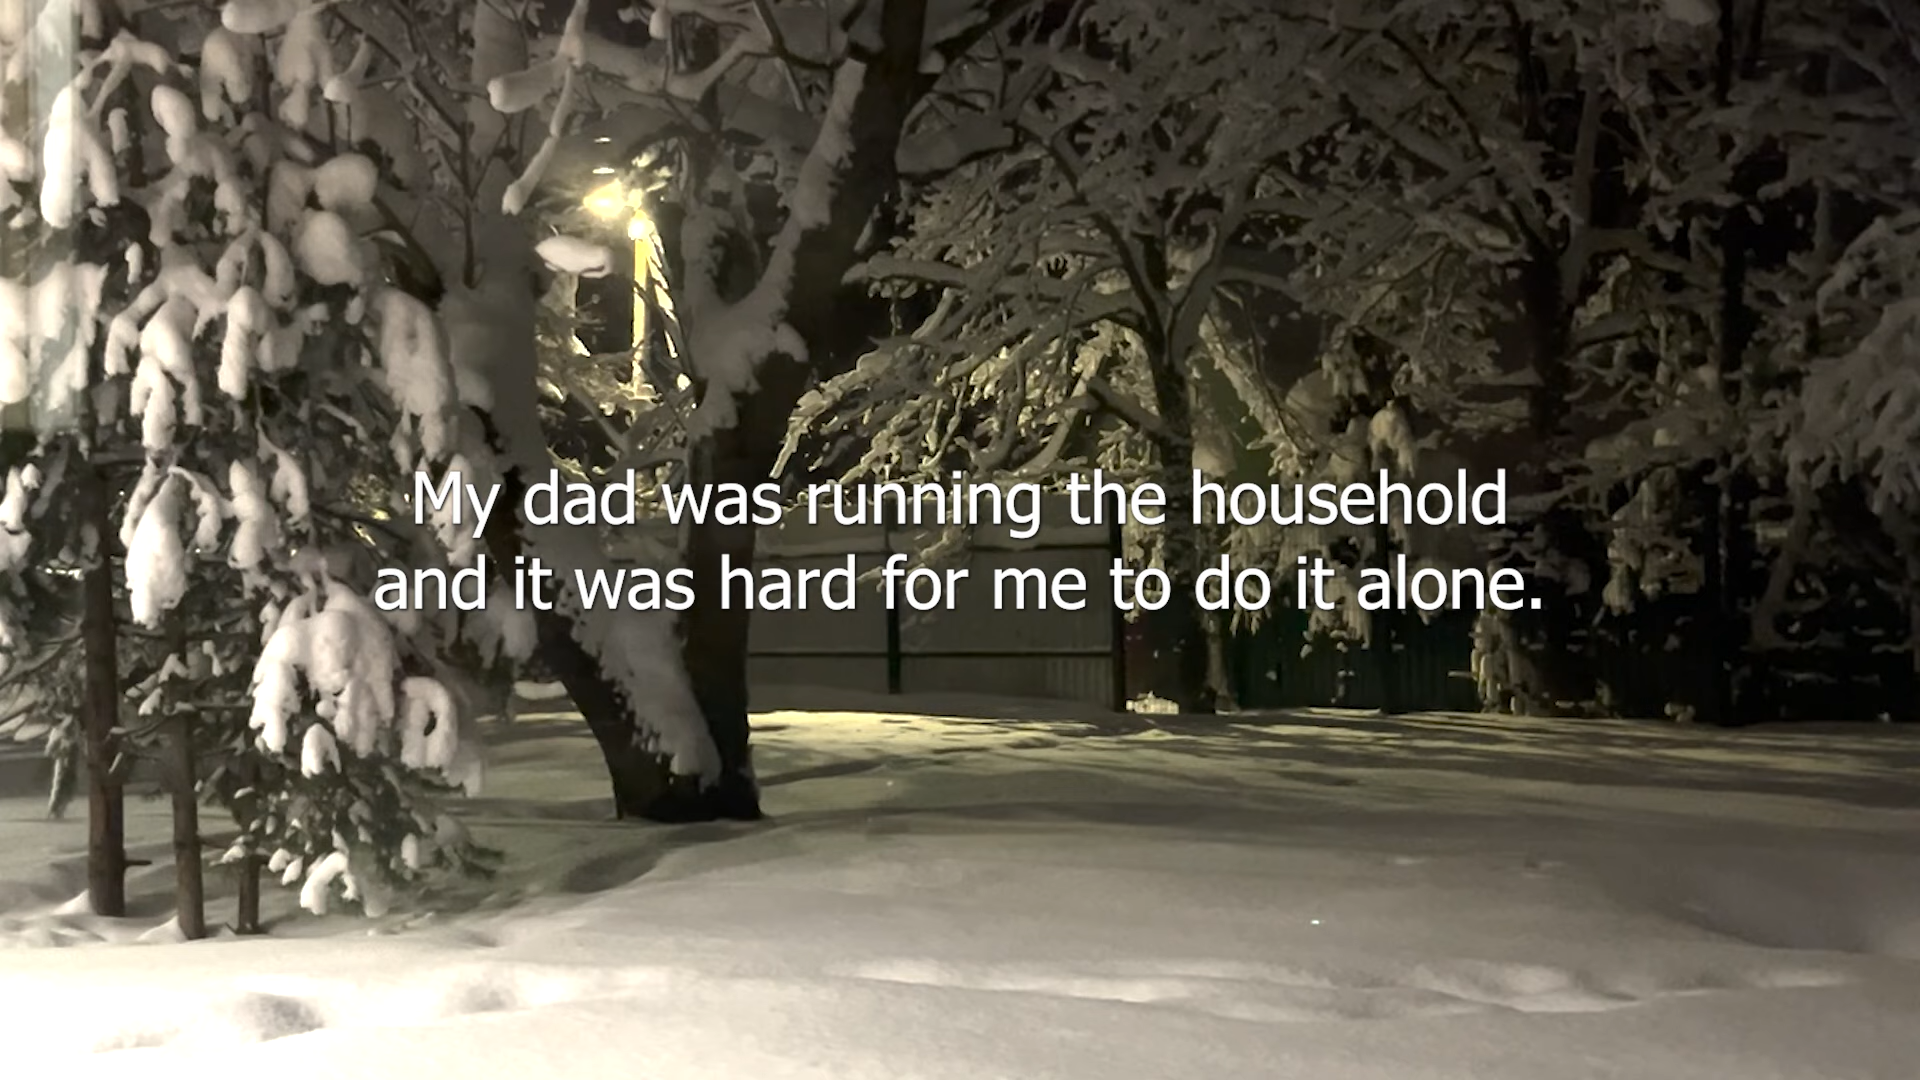 My dad was running the household
and it was hard for me to do it alone.